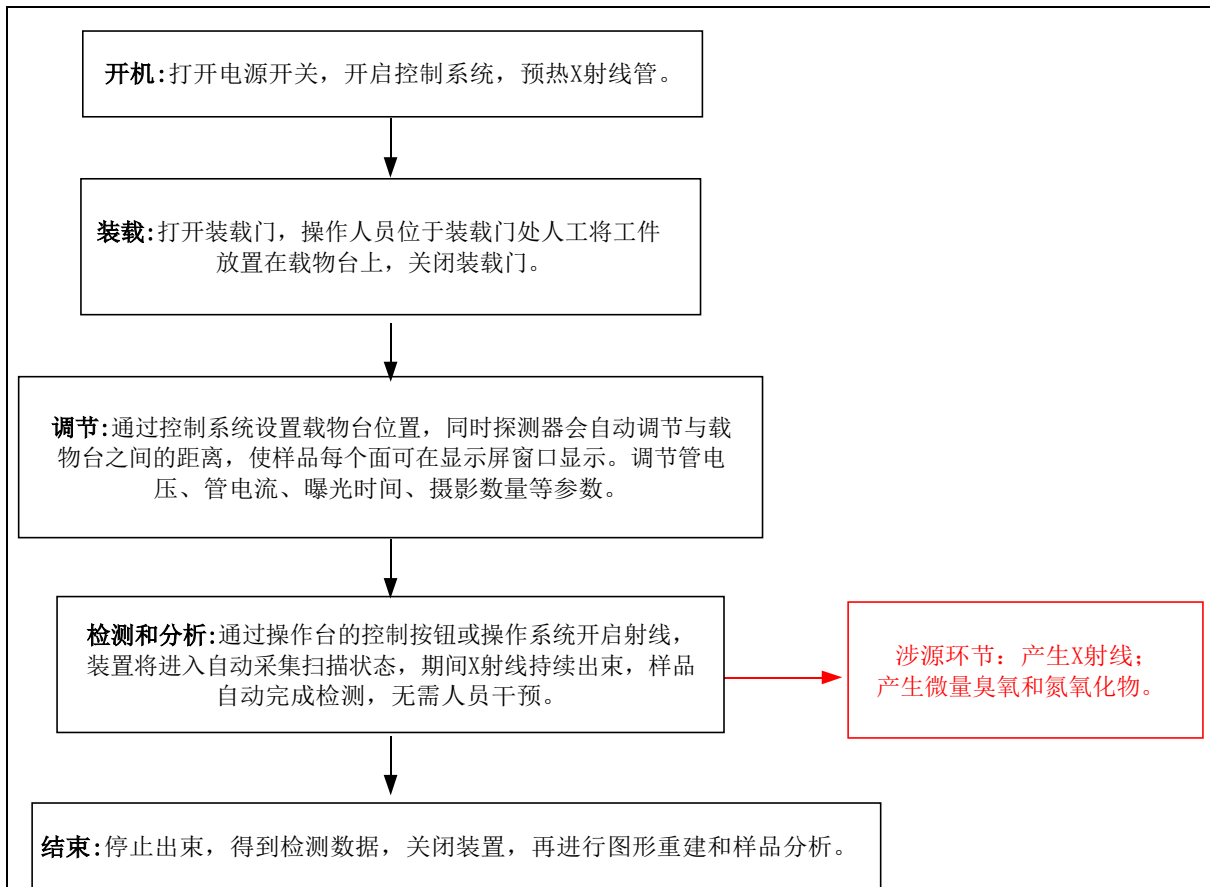 开机:打开电源开关，开启控制系统，预热X射线管。
装载:打开装载门，操作人员位于装载门处人工将工件
放置在载物台上，关闭装载门。
调节:通过控制系统设置载物台位置，同时探测器会自动调节与载
物台之间的距离，使样品每个面可在显示屏窗口显示。调节管电
压、管电流、曝光时间、摄影数量等参数。
检测和分析:通过操作台的控制按钮或操作系统开启射线，
装置将进入自动采集扫描状态，期间X射线持续出束，样品
自动完成检测，无需人员干预。
涉源环节：产生X射线；
产生微量臭氧和氮氧化物。
结束:停止出束，得到检测数据，关闭装置，再进行图形重建和样品分析。